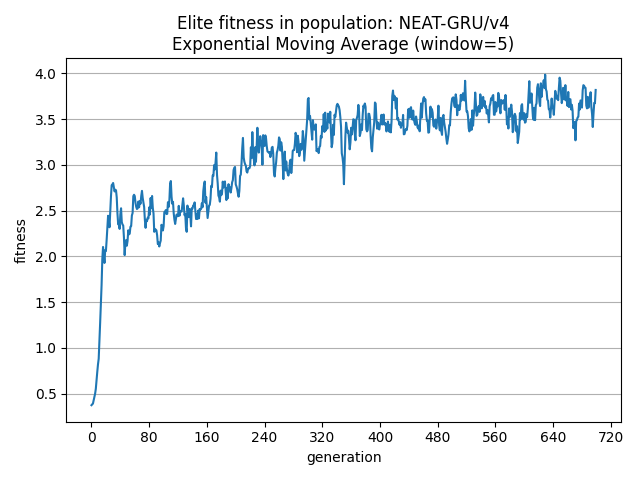 Elite fitness in population: NEAT-GRU/v4
Exponential Moving Average (window=5)
fitness
4.0
3.5
3.0
2.5
2.0
1.5
1.0
0.5
0 80 160 240 320 400 480 560 640 720
generation